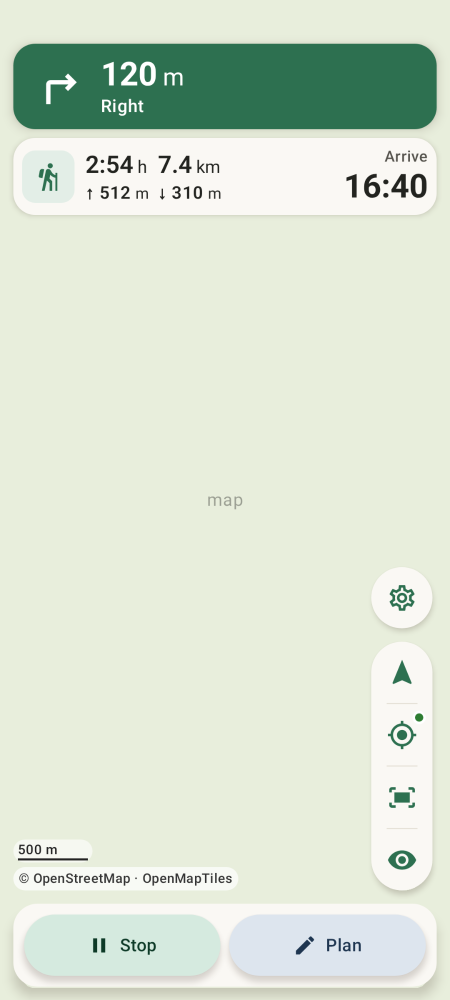 120 m
Right
2:54 h 7.4 km
↑ 512 m ↓ 310 m
Arrive
16:40
map
500 m
© OpenStreetMap · OpenMapTiles
Stop
Plan